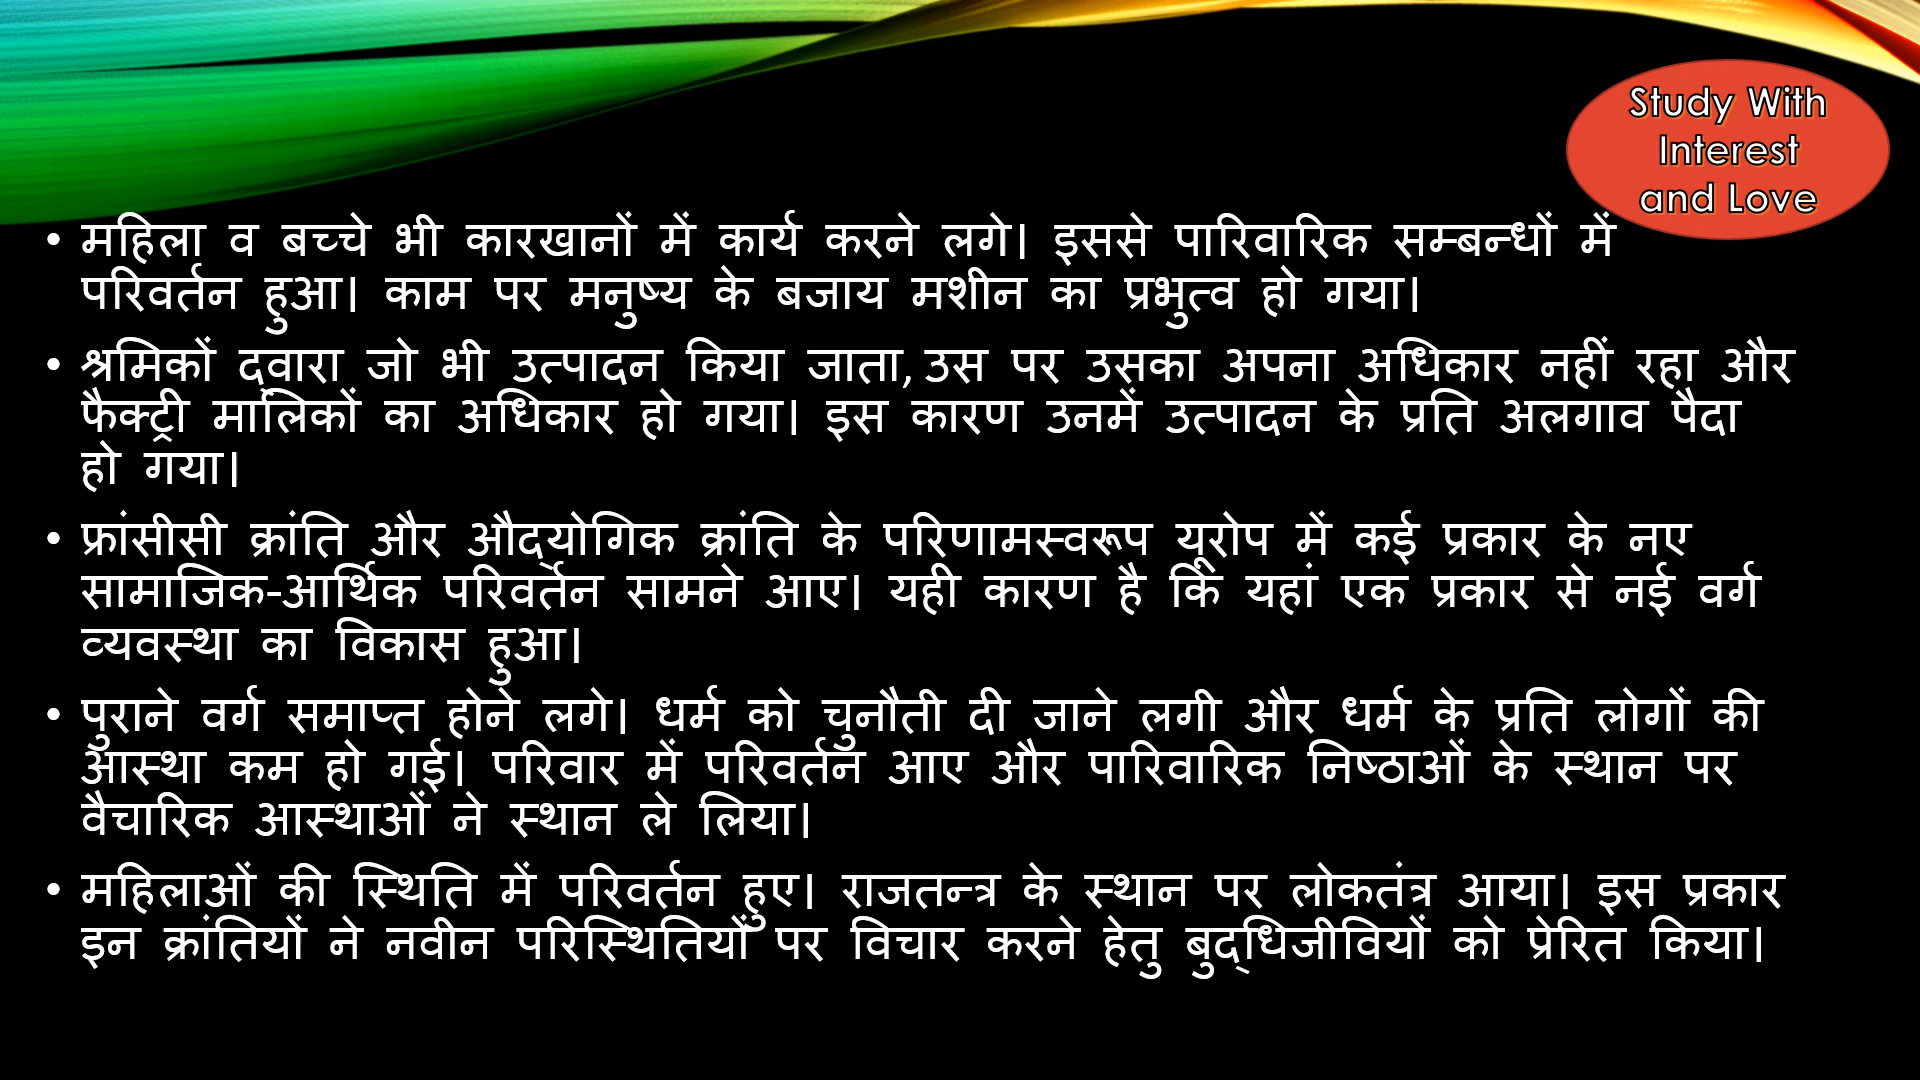 Study With
Interest
and Love
• महिला व बच्चे भी कारखानों में कार्य करने लगे। इससे पारिवारिक सम्बन्धों में
परिवर्तन हुआ। काम पर मनुष्य के बजाय मशीन का प्रभुत्व हो गया।
• श्रमिकों द्वारा जो भी उत्पादन किया जाता, उस पर उसका अपना अधिकार नहीं रहा और
फैक्ट्री मालिकों का अधिकार हो गया। इस कारण उनमें उत्पादन के प्रति अलगाव पैदा
हो गया।
• फ्रांसीसी क्रांति और औद्योगिक क्रांति के परिणामस्वरूप यूरोप में कई प्रकार के नए
सामाजिक-आर्थिक परिवर्तन सामने आए। यही कारण है कि यहां एक प्रकार से नई वर्ग
व्यवस्था का विकास हुआ।
• पुराने वर्ग समाप्त होने लगे। धर्म को चुनौती दी जाने लगी और धर्म के प्रति लोगों की
आस्था कम हो गई। परिवार में परिवर्तन आए और पारिवारिक निष्ठाओं के स्थान पर
वैचारिक आस्थाओं ने स्थान ले लिया।
• महिलाओं की स्थिति में परिवर्तन हुए। राजतन्त्र के स्थान पर लोकतंत्र आया। इस प्रकार
इन क्रांतियों ने नवीन परिस्थितियों पर विचार करने हेतु बुद्धिजीवियों को प्रेरित किया।